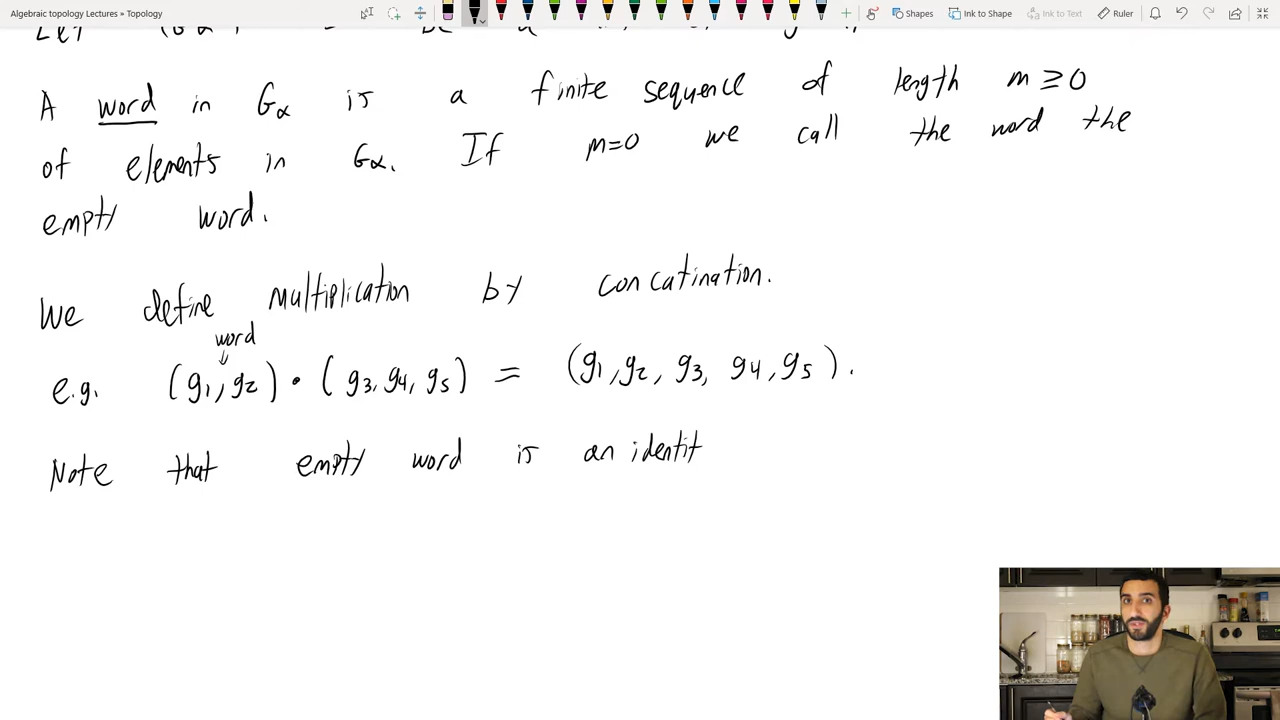 Algebraic topology Lectures » Topology
Shapes Ink to Shape Ink to Text Ruler
Let
A word in Gα is a finite sequence of length m ≥ 0
of elements in Gα. If m=0 we call the word the
empty word.
We define multiplication by concatination.
word
e.g. (g1, g2) • (g3, g4, g5) = (g1, g2, g3, g4, g5).
Note that empty word is an identit